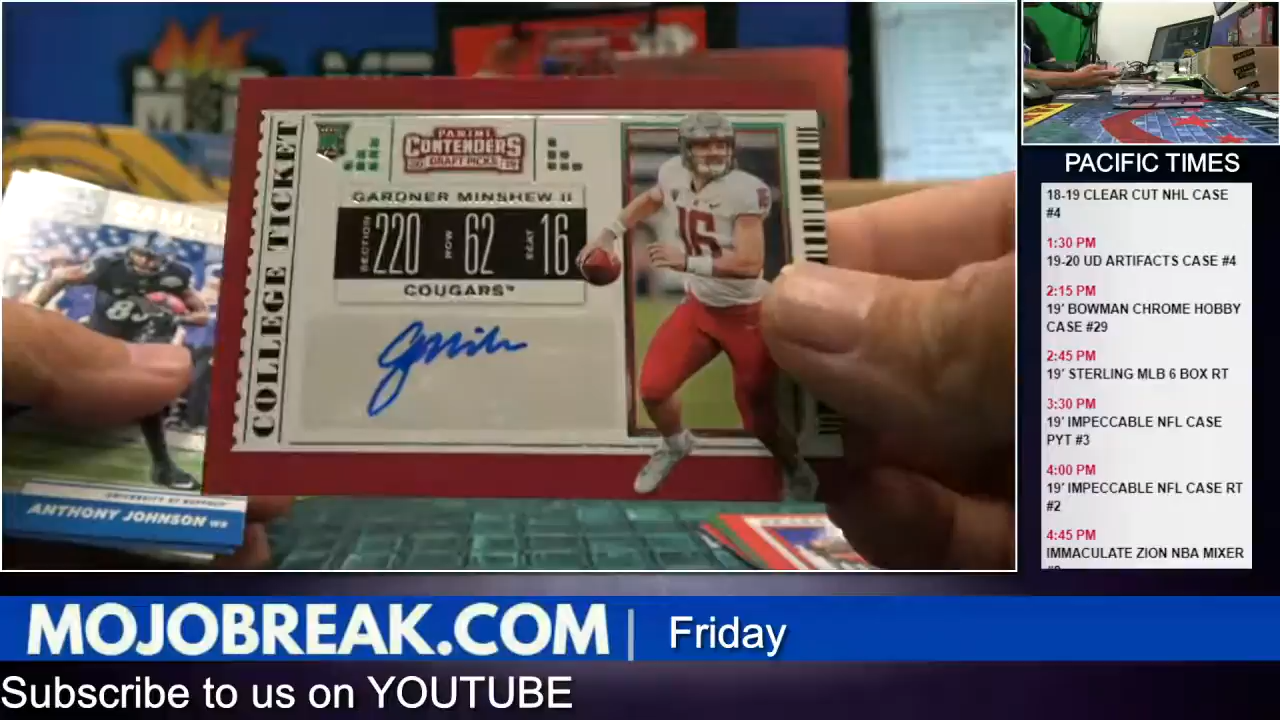 COLLEGE TICKET
PANINI
CONTENDERS
DRAFT PICKS
GARDNER MINSHEW II
SECTION 220 ROW 62 SEAT 16
COUGARS
16
ANTHONY JOHNSON WR
PACIFIC TIMES
18-19 CLEAR CUT NHL CASE
#4
1:30 PM
19-20 UD ARTIFACTS CASE #4
2:15 PM
19' BOWMAN CHROME HOBBY
CASE #29
2:45 PM
19' STERLING MLB 6 BOX RT
3:30 PM
19' IMPECCABLE NFL CASE
PYT #3
4:00 PM
19' IMPECCABLE NFL CASE RT
#2
4:45 PM
IMMACULATE ZION NBA MIXER
MOJOBREAK.COM | Friday
Subscribe to us on YOUTUBE